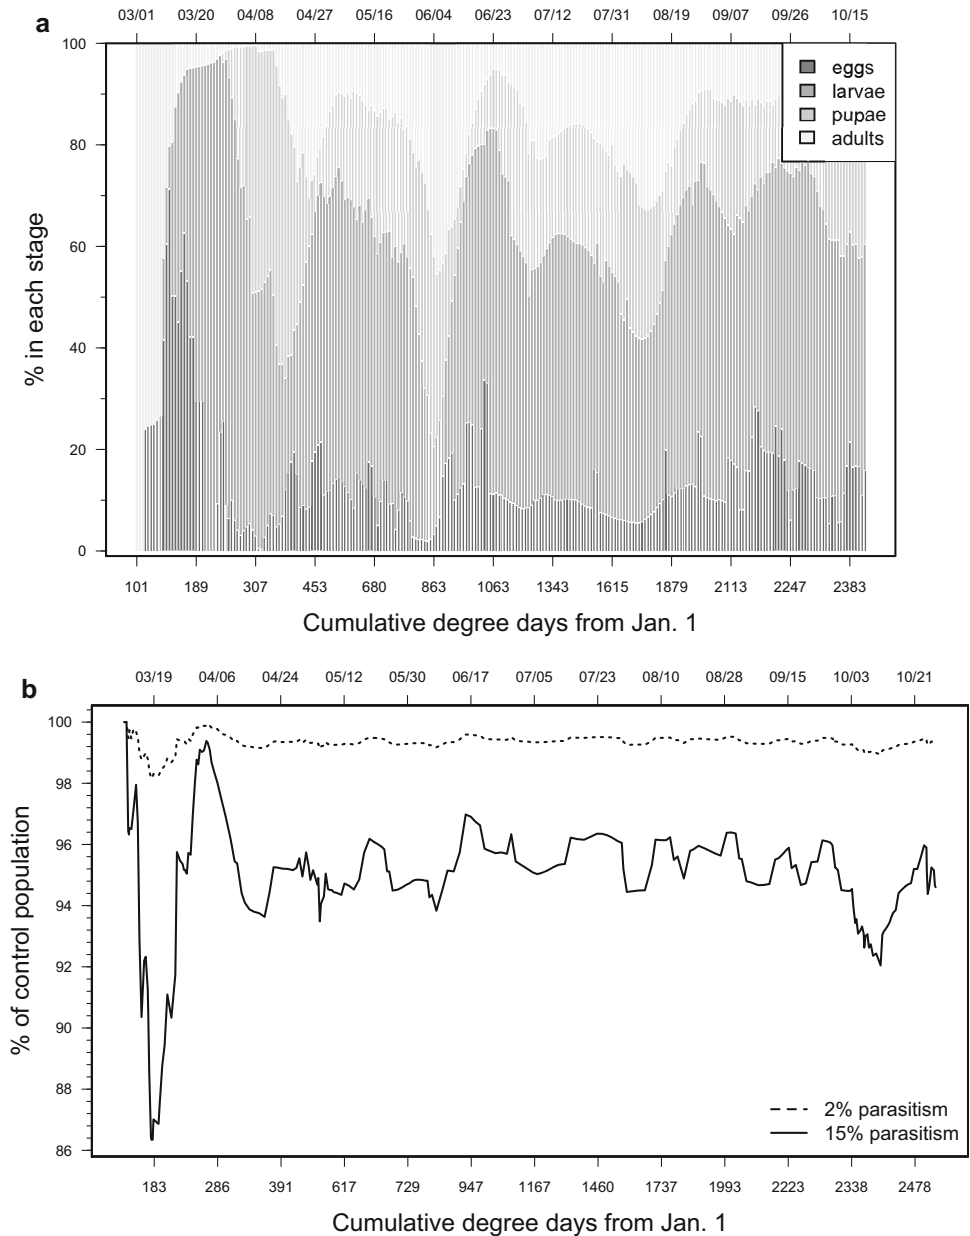 a
03/01 03/20 04/08 04/27 05/16 06/04 06/23 07/12 07/31 08/19 09/07 09/26 10/15
100
80
60
40
20
0
% in each stage
eggs
larvae
pupae
adults
101 189 307 453 680 863 1063 1343 1615 1879 2113 2247 2383
Cumulative degree days from Jan. 1
b
03/19 04/06 04/24 05/12 05/30 06/17 07/05 07/23 08/10 08/28 09/15 10/03 10/21
100
98
96
94
92
90
88
86
% of control population
2% parasitism
15% parasitism
183 286 391 617 729 947 1167 1460 1737 1993 2223 2338 2478
Cumulative degree days from Jan. 1